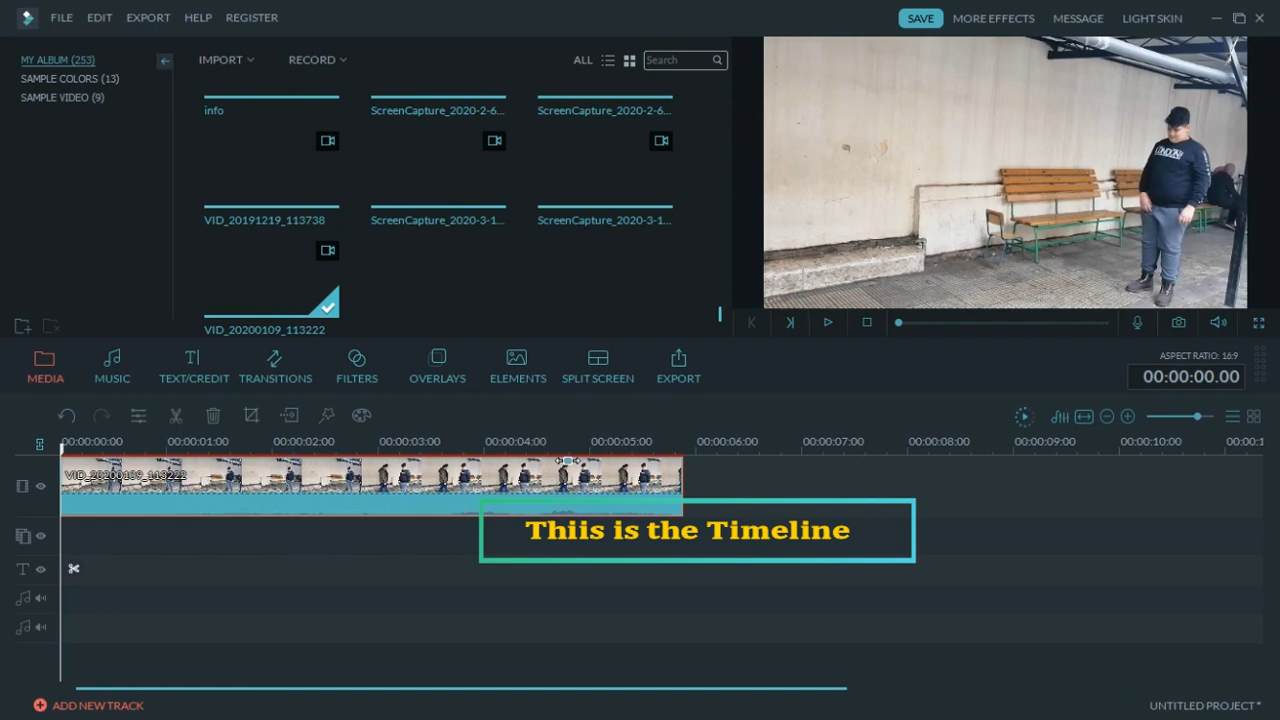 FILE EDIT EXPORT HELP REGISTER SAVE MORE EFFECTS MESSAGE LIGHT SKIN
MY ALBUM (253)
SAMPLE COLORS (13)
SAMPLE VIDEO (9)
IMPORT RECORD ALL Search
info ScreenCapture_2020-2-6... ScreenCapture_2020-2-6...
VID_20191219_113738 ScreenCapture_2020-3-1... ScreenCapture_2020-3-1...
VID_20200109_113222
LONDON
MEDIA MUSIC TEXT/CREDIT TRANSITIONS FILTERS OVERLAYS ELEMENTS SPLIT SCREEN EXPORT
ASPECT RATIO: 16:9
00:00:00.00
00:00:00:00 00:00:01:00 00:00:02:00 00:00:03:00 00:00:04:00 00:00:05:00 00:00:06:00 00:00:07:00 00:00:08:00 00:00:09:00 00:00:10:00 00:00:1
VID_20200109_113222
Thiis is the Timeline
ADD NEW TRACK
UNTITLED PROJECT *